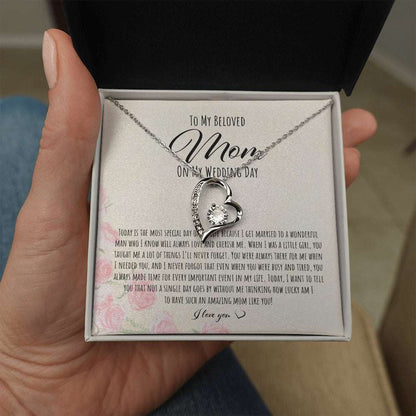 To My Beloved
Mom
On My Wedding Day
Today is the most special day my life because I get married to a wonderful
man who I know will always love and cherish me. When I was a little girl, you
taught me a lot of things I'll never forget. You were always there for me when
I needed you, and I never forgot that even when you were busy and tired, you
always made teme for every important event in my life. Today, I want to tell
you that not a single day goes by without me thinking how lucky am I
to have such an amazing mom like you!
I love you